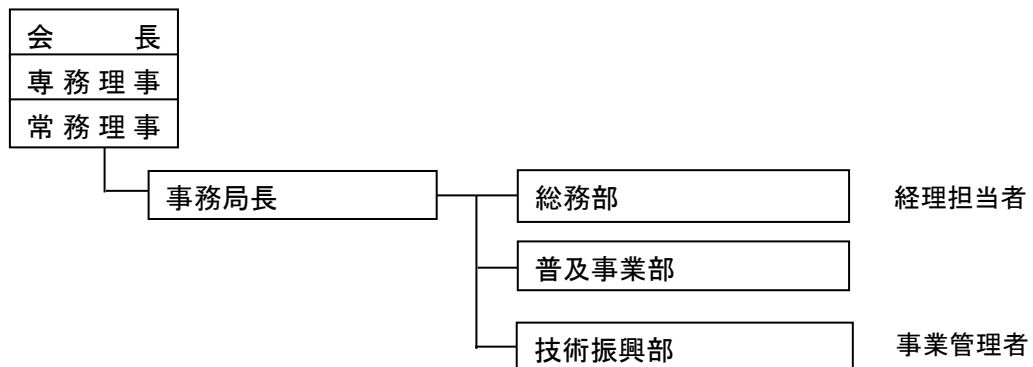 会長
専務理事
常務理事
事務局長
総務部
経理担当者
普及事業部
技術振興部
事業管理者